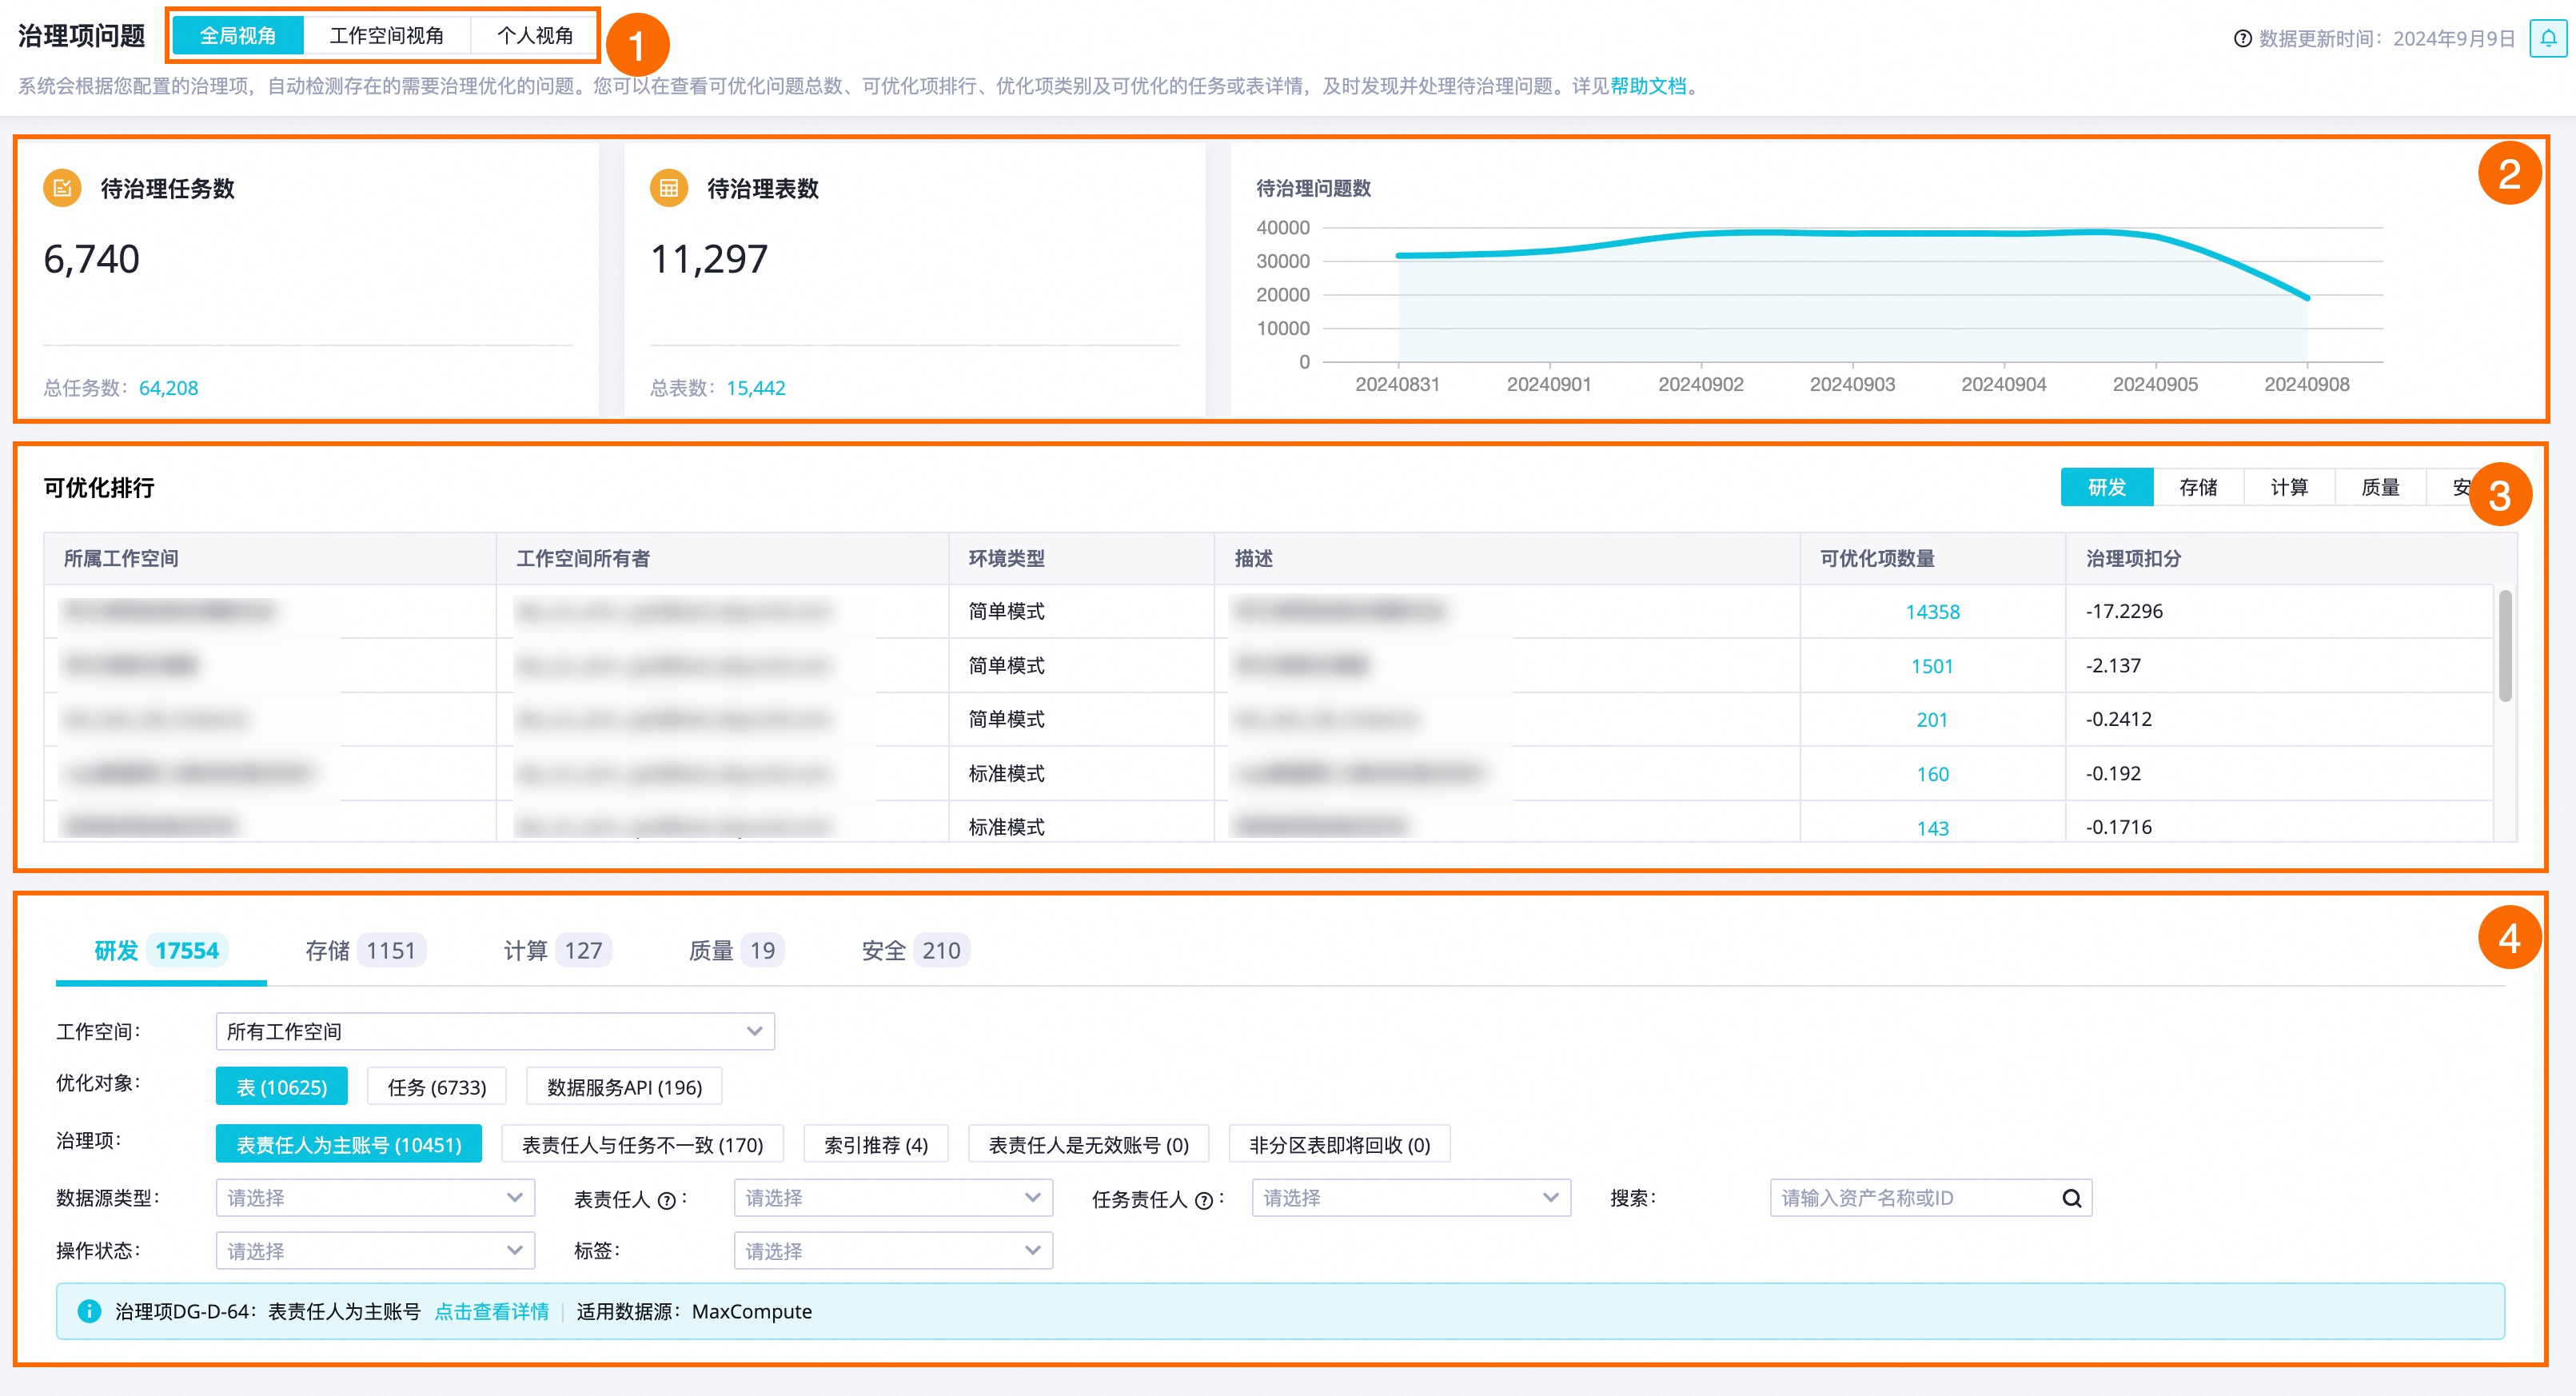 治理项问题 全局视角 工作空间视角 个人视角 1 数据更新时间：2024年9月9日
系统会根据您配置的治理项，自动检测存在的需要治理优化的问题。您可以在查看可优化问题总数、可优化项排行、优化项类别及可优化的任务或表详情，及时发现并处理待治理问题。详见帮助文档。
2
待治理任务数
6,740
总任务数：64,208
待治理表数
11,297
总表数：15,442
待治理问题数
40000
30000
20000
10000
0
20240831 20240901 20240902 20240903 20240904 20240905 20240908
可优化排行 研发 存储 计算 质量 安 3
所属工作空间 工作空间所有者 环境类型 描述 可优化项数量 治理项扣分
简单模式 14358 -17.2296
简单模式 1501 -2.137
简单模式 201 -0.2412
标准模式 160 -0.192
标准模式 143 -0.1716
4
研发 17554 存储 1151 计算 127 质量 19 安全 210
工作空间： 所有工作空间
优化对象： 表 (10625) 任务 (6733) 数据服务API (196)
治理项： 表责任人为主账号 (10451) 表责任人与任务不一致 (170) 索引推荐 (4) 表责任人是无效账号 (0) 非分区表即将回收 (0)
数据源类型： 请选择 表责任人 ?： 请选择 任务责任人 ?： 请选择 搜索： 请输入资产名称或ID
操作状态： 请选择 标签： 请选择
治理项DG-D-64：表责任人为主账号 点击查看详情 适用数据源：MaxCompute